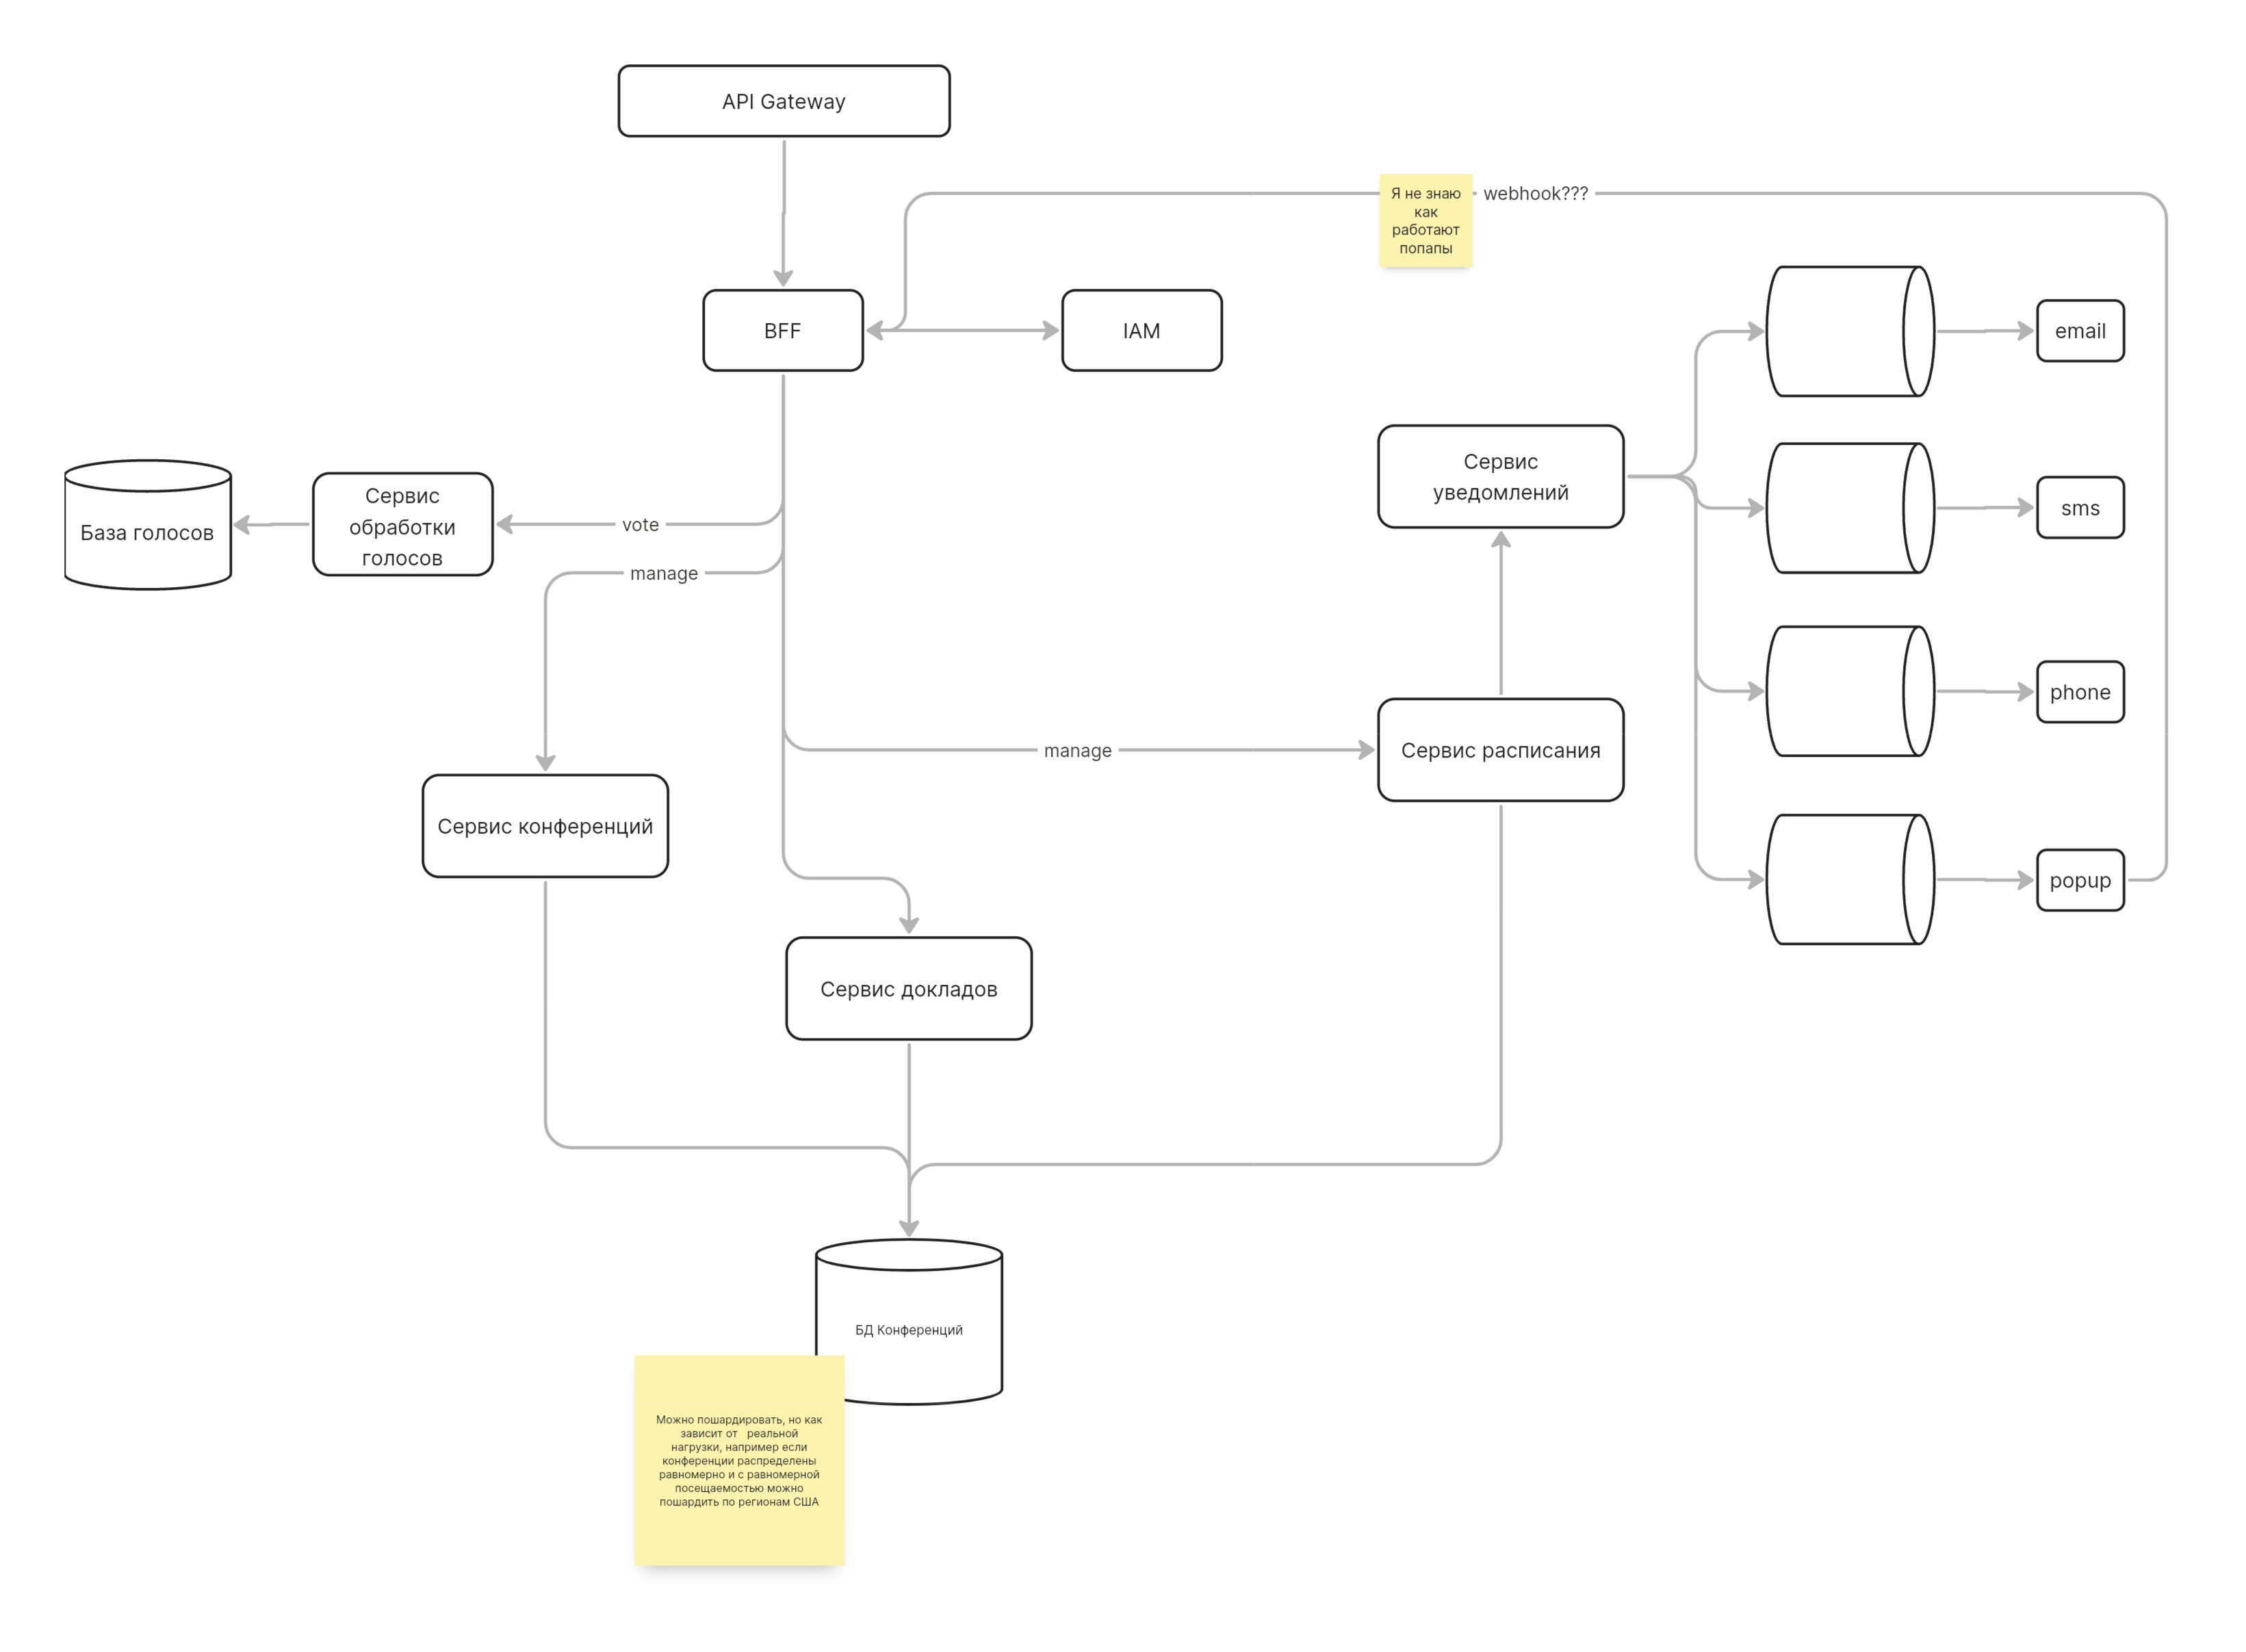 API Gateway
Я не знаю
как
работают
попапы
webhook???
BFF
IAM
email
Сервис
уведомлений
sms
База голосов
Сервис
обработки
голосов
vote
manage
phone
manage
Сервис расписания
Сервис конференций
popup
Сервис докладов
БД Конференций
Можно пошардировать, но как
зависит от реальной
нагрузки, например если
конференции распределены
равномерно и с равномерной
посещаемостью можно
пошардить по регионам США